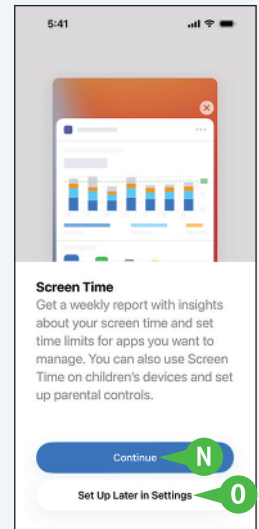 5:41
Screen Time
Get a weekly report with insights
about your screen time and set
time limits for apps you want to
manage. You can also use Screen
Time on children's devices and set
up parental controls.
Continue
N
Set Up Later in Settings
O